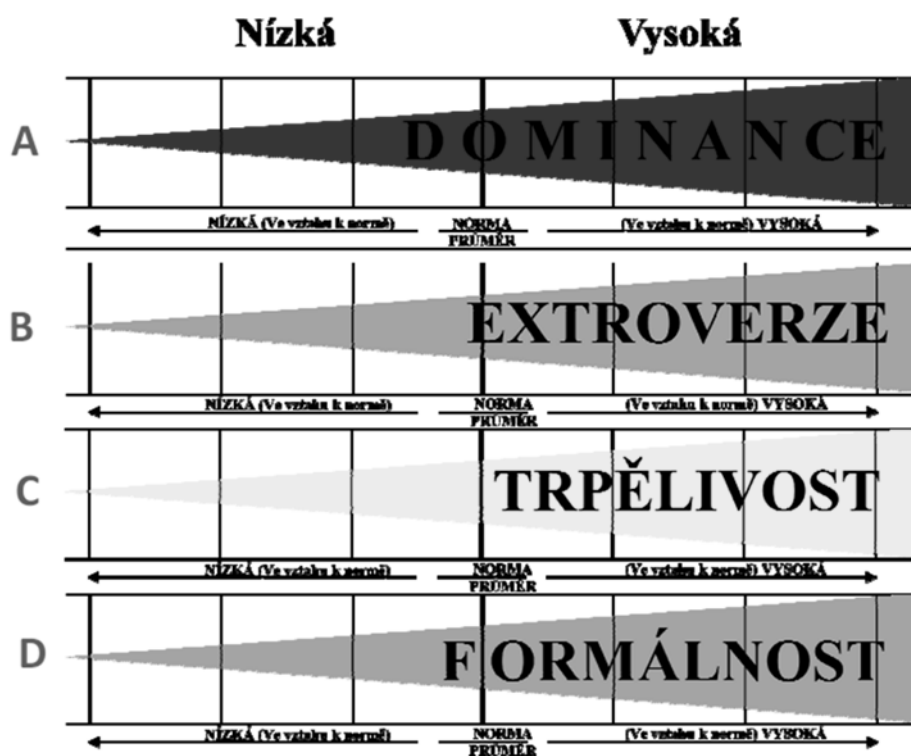 Nízká Vysoká
A DOMINANCE
NÍZKÁ (Ve vztahu k normě) NORMA (Ve vztahu k normě) VYSOKÁ
PRŮMĚR
B EXTROVERZE
NÍZKÁ (Ve vztahu k normě) NORMA (Ve vztahu k normě) VYSOKÁ
PRŮMĚR
C TRPĚLIVOST
NÍZKÁ (Ve vztahu k normě) NORMA (Ve vztahu k normě) VYSOKÁ
PRŮMĚR
D FORMÁLNOST
NÍZKÁ (Ve vztahu k normě) NORMA (Ve vztahu k normě) VYSOKÁ
PRŮMĚR